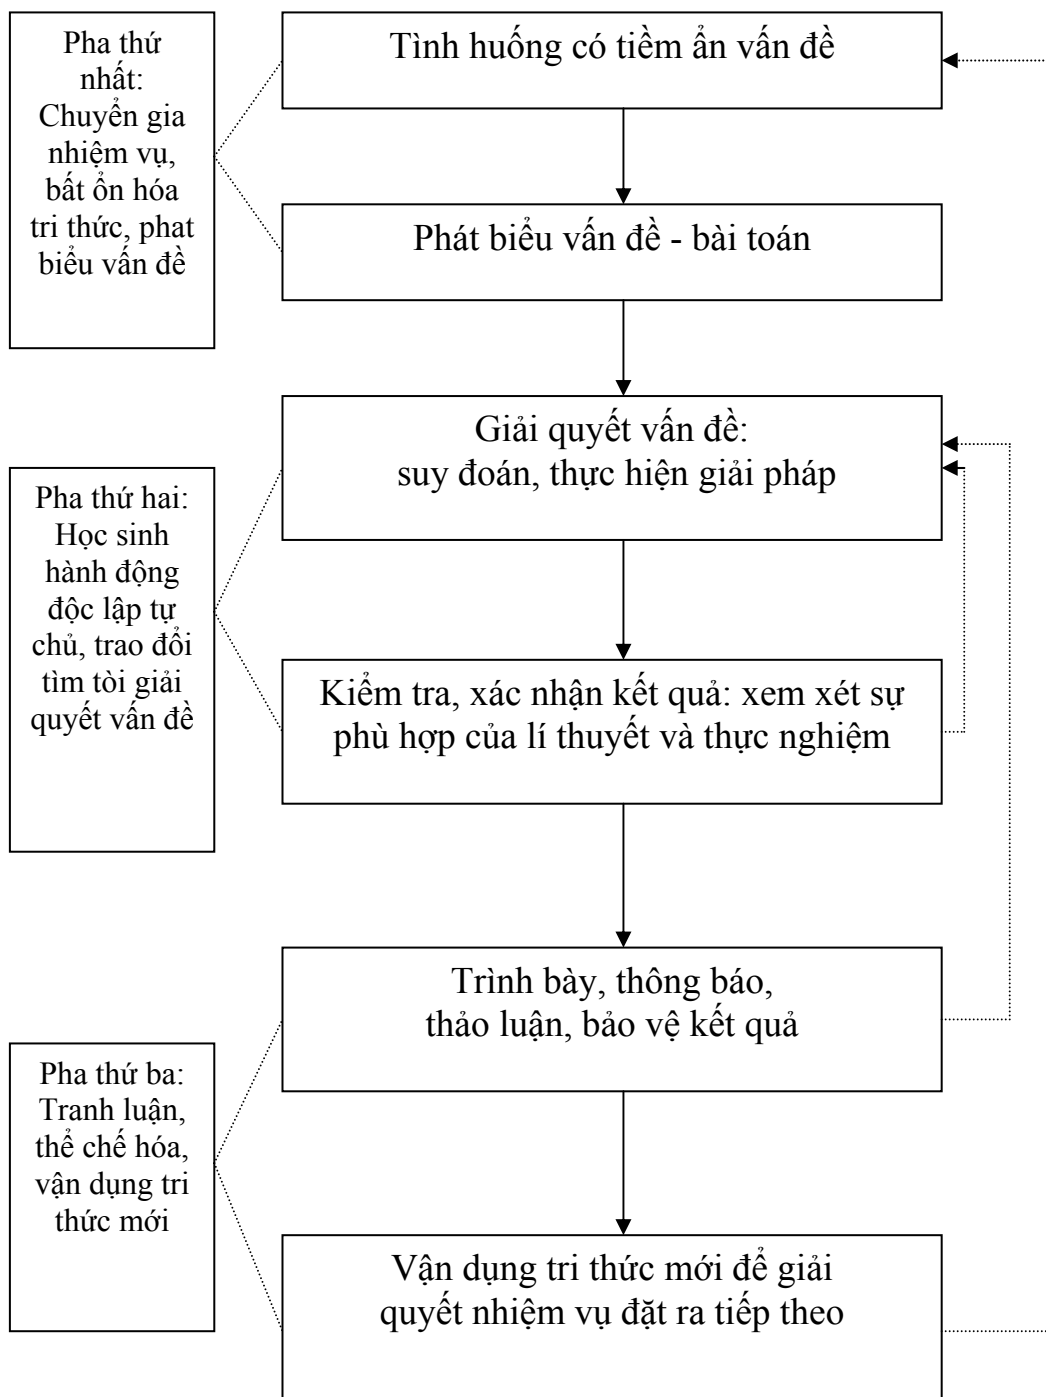 Pha thứ
nhất:
Chuyển gia
nhiệm vụ,
bất ổn hóa
tri thức, phat
biểu vấn đề
Tình huống có tiềm ẩn vấn đề
Phát biểu vấn đề - bài toán
Pha thứ hai:
Học sinh
hành động
độc lập tự
chủ, trao đổi
tìm tòi giải
quyết vấn đề
Giải quyết vấn đề:
suy đoán, thực hiện giải pháp
Kiểm tra, xác nhận kết quả: xem xét sự
phù hợp của lí thuyết và thực nghiệm
Pha thứ ba:
Tranh luận,
thể chế hóa,
vận dụng tri
thức mới
Trình bày, thông báo,
thảo luận, bảo vệ kết quả
Vận dụng tri thức mới để giải
quyết nhiệm vụ đặt ra tiếp theo